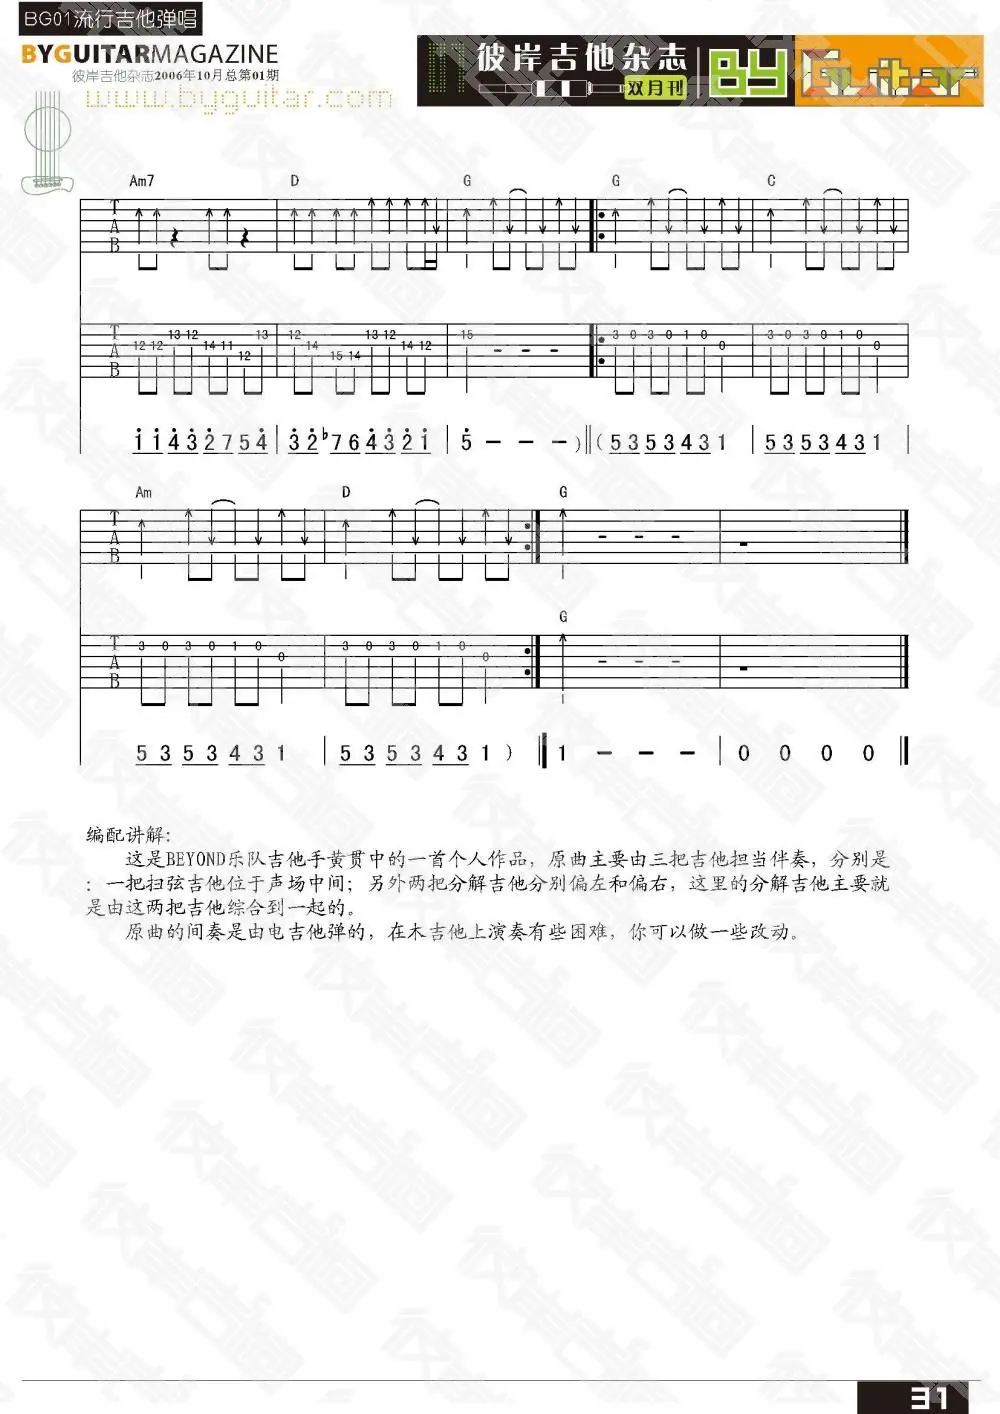 BG01流行吉他弹唱
BYGUITARMAGAZINE
彼岸吉他杂志2006年10月总第01期
www.byguitar.com
01 彼岸吉他杂志
双月刊
BY Guitar
Am7 D G G C
T
A
B
T 13 12 13 12 13 12 15 3 0 3 0 1 0 3 0 3 0 1 0
A 12 12 14 11 14 14 12 0 0
B 12 15 14
1 1 4 3 2 7 5 4 3 2 ♭7 6 4 3 2 1 5 - - - ) ( 5 3 5 3 4 3 1 5 3 5 3 4 3 1
Am D G
T
A
B
G
T 3 0 3 0 1 0 3 0 3 0 1 0
A 0 0
B
5 3 5 3 4 3 1 5 3 5 3 4 3 1 ) 1 - - - 0 0 0 0
编配讲解:
这是BEYOND乐队吉他手黄贯中的一首个人作品，原曲主要由三把吉他担当伴奏，分别是
：一把扫弦吉他位于声场中间；另外两把分解吉他分别偏左和偏右，这里的分解吉他主要就
是由这两把吉他综合到一起的。
原曲的间奏是由电吉他弹的，在木吉他上演奏有些困难，你可以做一些改动。
31